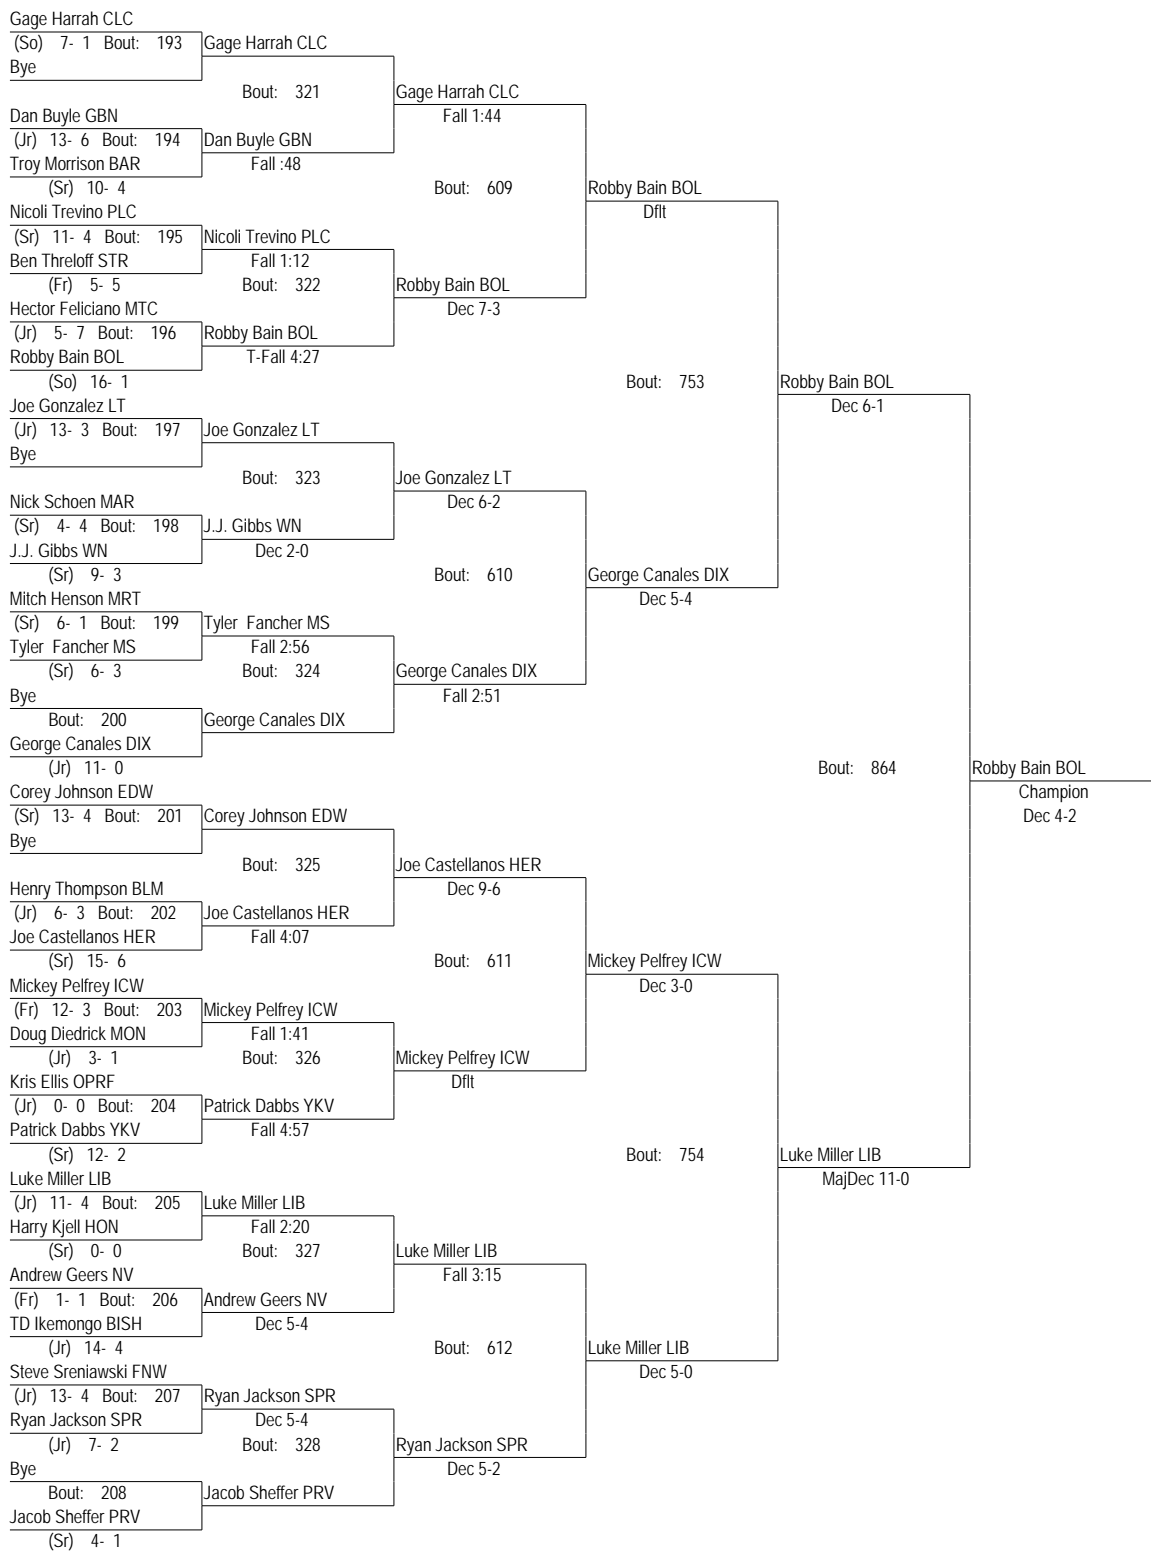 Gage Harrah CLC
(So) 7- 1 Bout: 193 Gage Harrah CLC
Bye
Bout: 321 Gage Harrah CLC
Dan Buyle GBN Fall 1:44
(Jr) 13- 6 Bout: 194 Dan Buyle GBN
Troy Morrison BAR Fall :48
(Sr) 10- 4 Bout: 609 Robby Bain BOL
Nicoli Trevino PLC Dflt
(Sr) 11- 4 Bout: 195 Nicoli Trevino PLC
Ben Threloff STR Fall 1:12
(Fr) 5- 5 Bout: 322 Robby Bain BOL
Hector Feliciano MTC Dec 7-3
(Jr) 5- 7 Bout: 196 Robby Bain BOL
Robby Bain BOL T-Fall 4:27
(So) 16- 1 Bout: 753 Robby Bain BOL
Joe Gonzalez LT Dec 6-1
(Jr) 13- 3 Bout: 197 Joe Gonzalez LT
Bye
Bout: 323 Joe Gonzalez LT
Nick Schoen MAR Dec 6-2
(Sr) 4- 4 Bout: 198 J.J. Gibbs WN
J.J. Gibbs WN Dec 2-0
(Sr) 9- 3 Bout: 610 George Canales DIX
Mitch Henson MRT Dec 5-4
(Sr) 6- 1 Bout: 199 Tyler Fancher MS
Tyler Fancher MS Fall 2:56
(Sr) 6- 3 Bout: 324 George Canales DIX
Bye Fall 2:51
Bout: 200 George Canales DIX
George Canales DIX
(Jr) 11- 0 Bout: 864 Robby Bain BOL
Corey Johnson EDW Champion
(Sr) 13- 4 Bout: 201 Corey Johnson EDW Dec 4-2
Bye
Bout: 325 Joe Castellanos HER
Henry Thompson BLM Dec 9-6
(Jr) 6- 3 Bout: 202 Joe Castellanos HER
Joe Castellanos HER Fall 4:07
(Sr) 15- 6 Bout: 611 Mickey Pelfrey ICW
Mickey Pelfrey ICW Dec 3-0
(Fr) 12- 3 Bout: 203 Mickey Pelfrey ICW
Doug Diedrick MON Fall 1:41
(Jr) 3- 1 Bout: 326 Mickey Pelfrey ICW
Kris Ellis OPRF Dflt
(Jr) 0- 0 Bout: 204 Patrick Dabbs YKV
Patrick Dabbs YKV Fall 4:57
(Sr) 12- 2 Bout: 754 Luke Miller LIB
Luke Miller LIB MajDec 11-0
(Jr) 11- 4 Bout: 205 Luke Miller LIB
Harry Kjell HON Fall 2:20
(Sr) 0- 0 Bout: 327 Luke Miller LIB
Andrew Geers NV Fall 3:15
(Fr) 1- 1 Bout: 206 Andrew Geers NV
TD Ikemongo BISH Dec 5-4
(Jr) 14- 4 Bout: 612 Luke Miller LIB
Steve Sreniawski FNW Dec 5-0
(Jr) 13- 4 Bout: 207 Ryan Jackson SPR
Ryan Jackson SPR Dec 5-4
(Jr) 7- 2 Bout: 328 Ryan Jackson SPR
Bye Dec 5-2
Bout: 208 Jacob Sheffer PRV
Jacob Sheffer PRV
(Sr) 4- 1